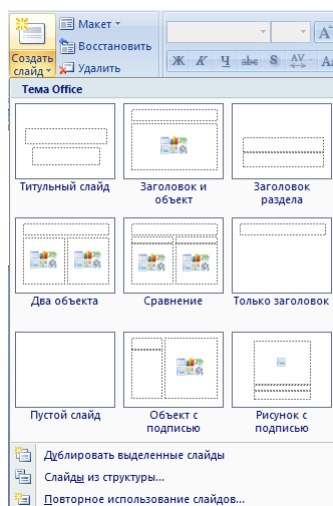 Макет
Восстановить
Создать слайд
Удалить
Ж К Ч abc S AV Aa
A
Тема Office
Титульный слайд
Заголовок и объект
Заголовок раздела
Два объекта
Сравнение
Только заголовок
Пустой слайд
Объект с подписью
Рисунок с подписью
Дублировать выделенные слайды
Слайды из структуры...
Повторное использование слайдов...